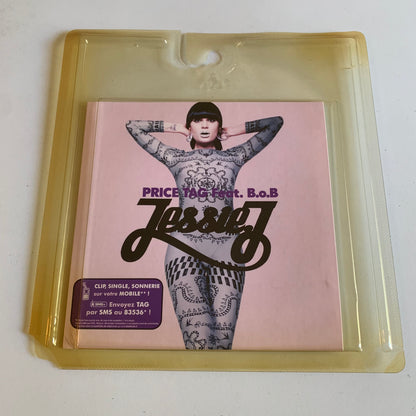 PRICE TAG Feat. B.o.B
Jessie J
CLIP, SINGLE, SONNERIE
sur votre MOBILE** !
Envoyez TAG
par SMS au 83536* !